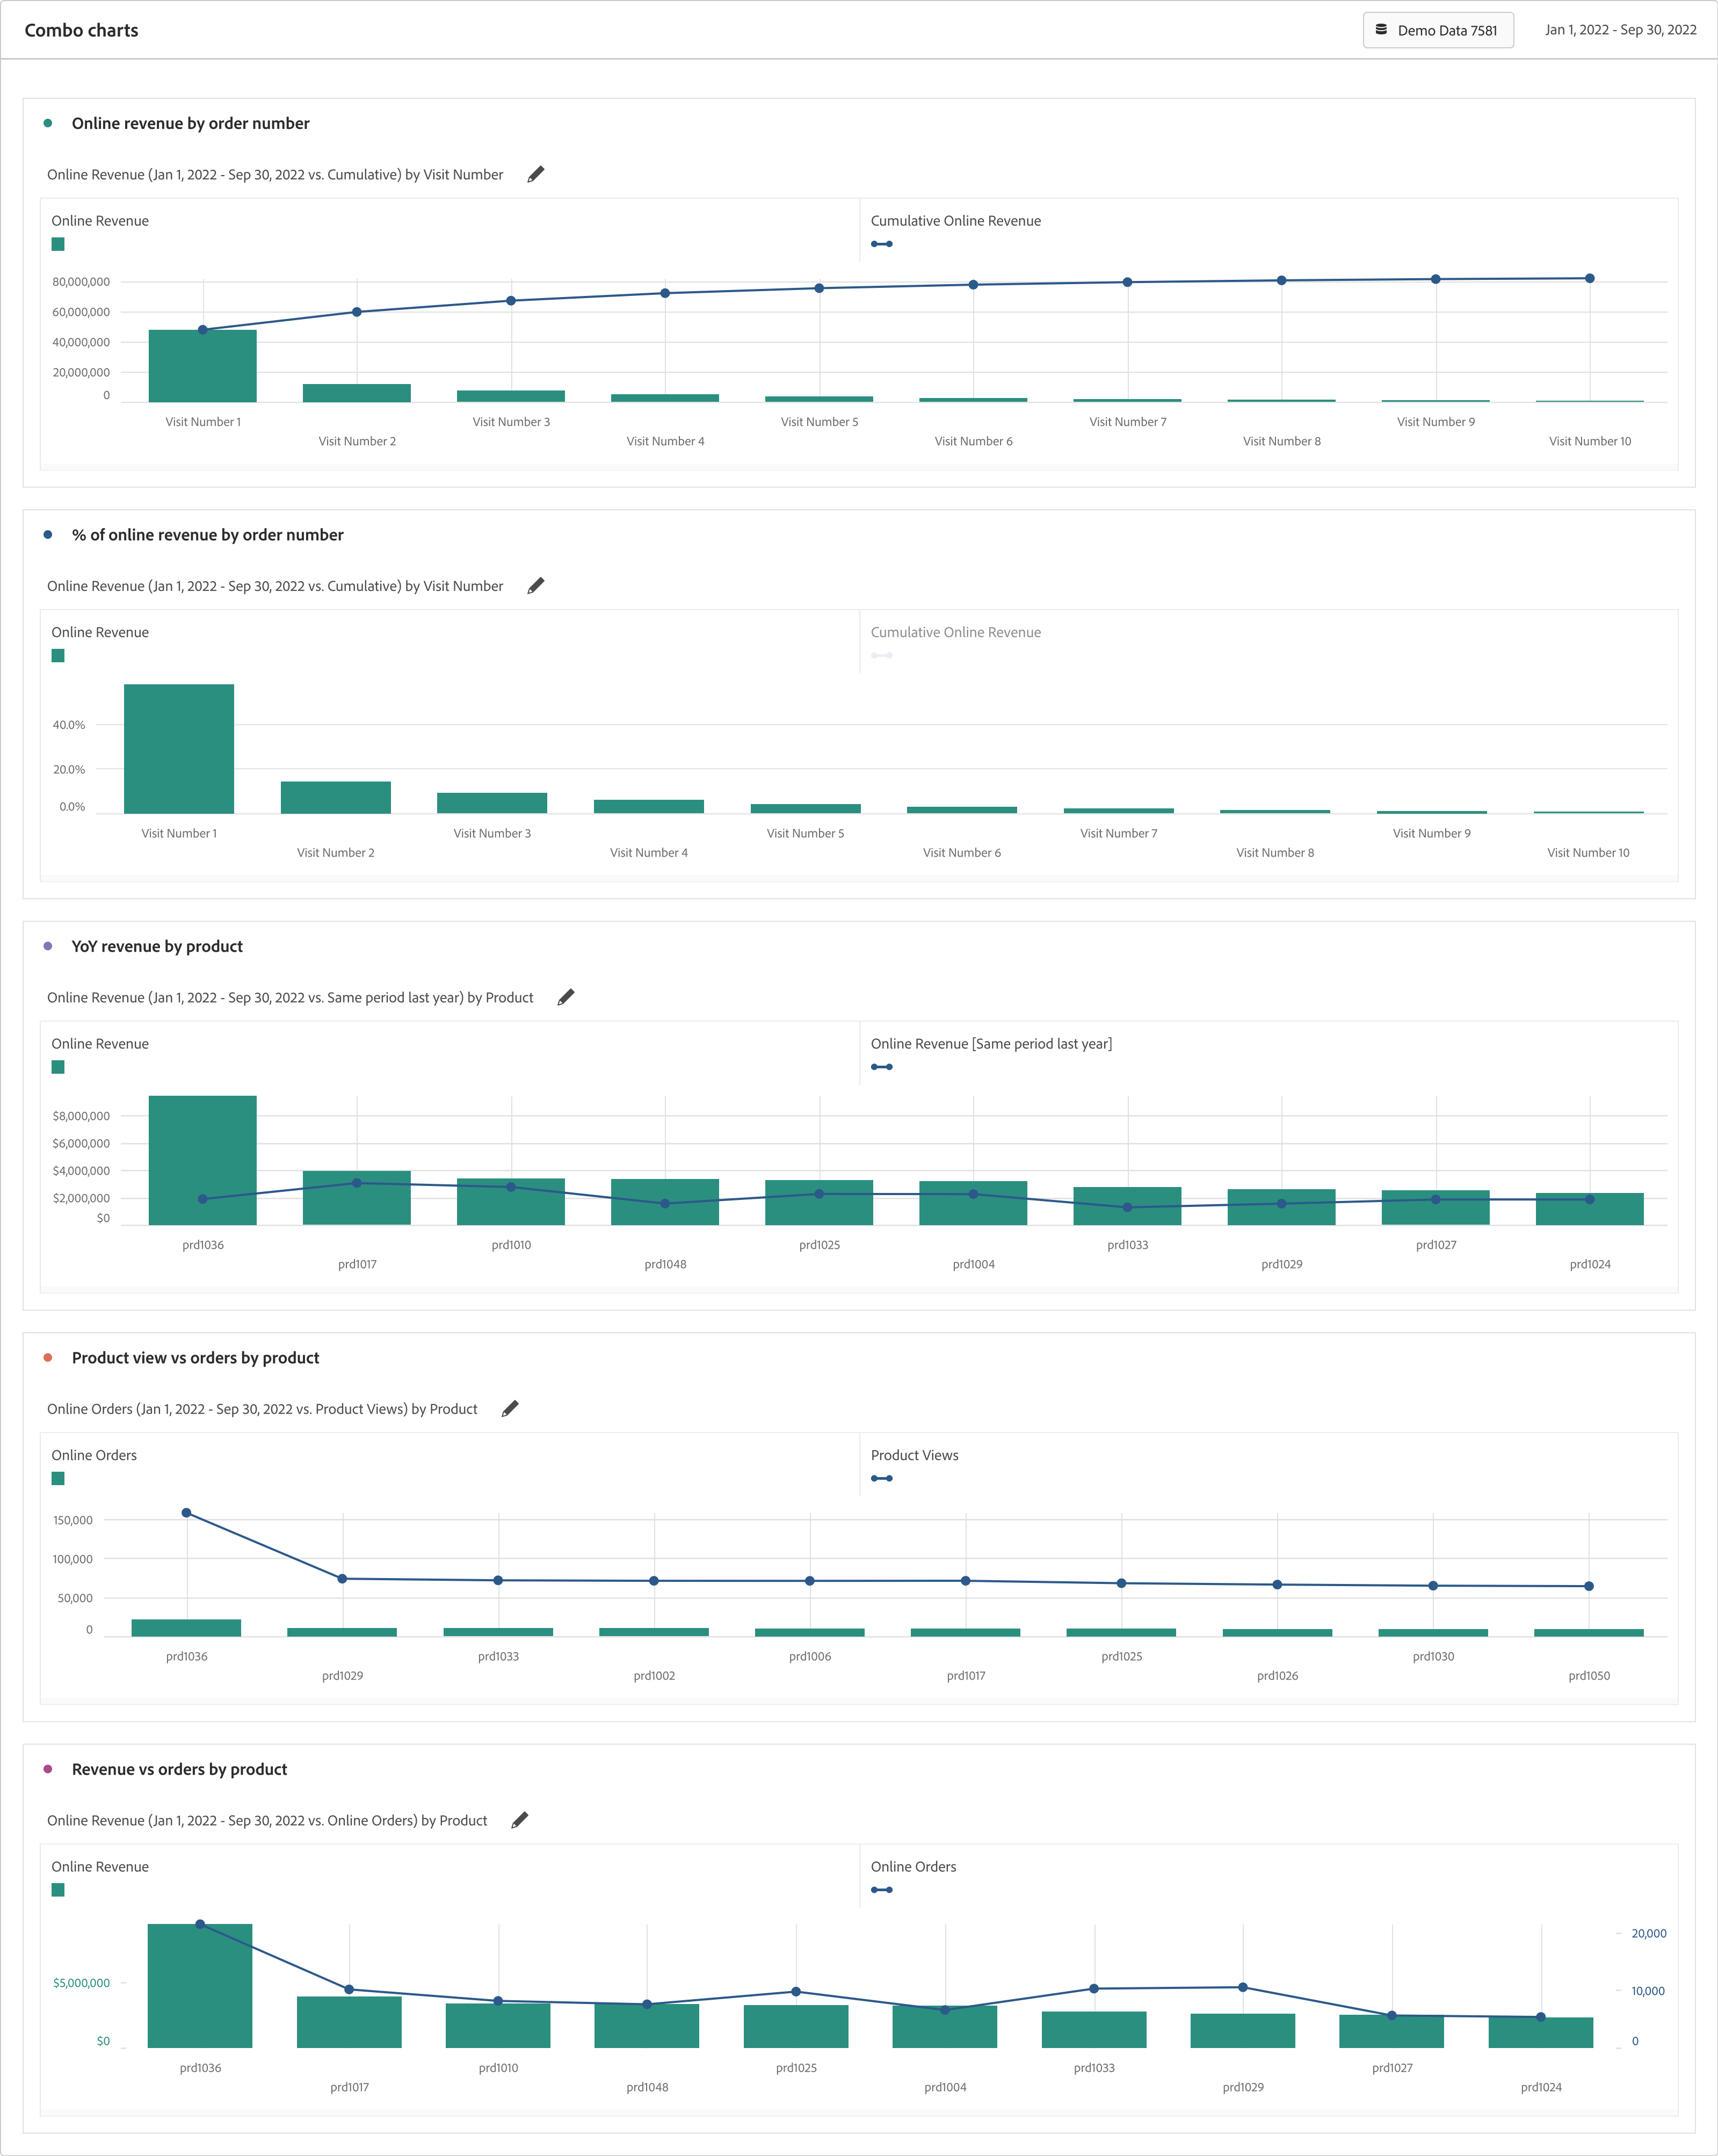 Combo charts
Demo Data 7581
Jan 1, 2022 - Sep 30, 2022
Online revenue by order number
Online Revenue (Jan 1, 2022 - Sep 30, 2022 vs. Cumulative) by Visit Number
Online Revenue
Cumulative Online Revenue
80,000,000
60,000,000
40,000,000
20,000,000
0
Visit Number 1
Visit Number 2
Visit Number 3
Visit Number 4
Visit Number 5
Visit Number 6
Visit Number 7
Visit Number 8
Visit Number 9
Visit Number 10
% of online revenue by order number
Online Revenue (Jan 1, 2022 - Sep 30, 2022 vs. Cumulative) by Visit Number
Online Revenue
Cumulative Online Revenue
40.0%
20.0%
0.0%
Visit Number 1
Visit Number 2
Visit Number 3
Visit Number 4
Visit Number 5
Visit Number 6
Visit Number 7
Visit Number 8
Visit Number 9
Visit Number 10
YoY revenue by product
Online Revenue (Jan 1, 2022 - Sep 30, 2022 vs. Same period last year) by Product
Online Revenue
Online Revenue [Same period last year]
$8,000,000
$6,000,000
$4,000,000
$2,000,000
$0
prd1036
prd1017
prd1010
prd1048
prd1025
prd1004
prd1033
prd1029
prd1027
prd1024
Product view vs orders by product
Online Orders (Jan 1, 2022 - Sep 30, 2022 vs. Product Views) by Product
Online Orders
Product Views
150,000
100,000
50,000
0
prd1036
prd1029
prd1033
prd1002
prd1006
prd1017
prd1025
prd1026
prd1030
prd1050
Revenue vs orders by product
Online Revenue (Jan 1, 2022 - Sep 30, 2022 vs. Online Orders) by Product
Online Revenue
Online Orders
$5,000,000
$0
20,000
10,000
0
prd1036
prd1017
prd1010
prd1048
prd1025
prd1004
prd1033
prd1029
prd1027
prd1024